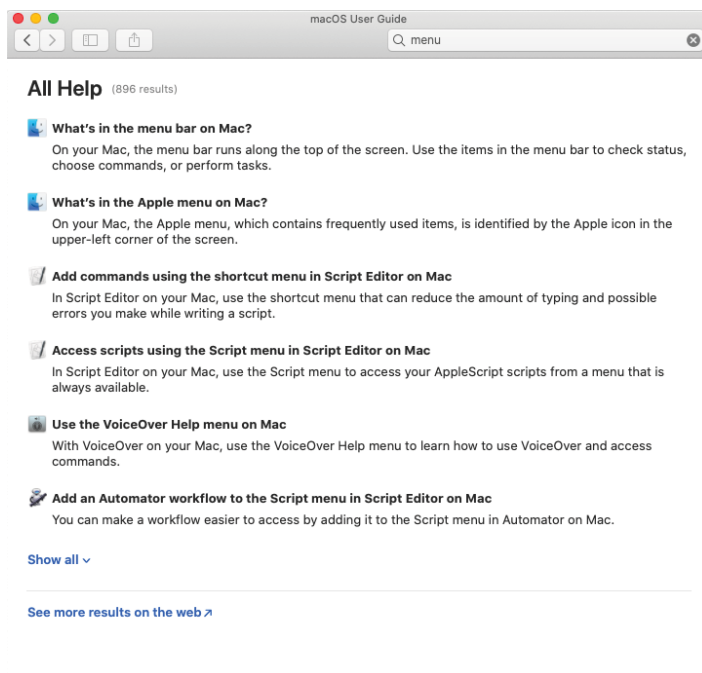 macOS User Guide
menu
All Help (896 results)
What's in the menu bar on Mac?
On your Mac, the menu bar runs along the top of the screen. Use the items in the menu bar to check status,
choose commands, or perform tasks.
What's in the Apple menu on Mac?
On your Mac, the Apple menu, which contains frequently used items, is identified by the Apple icon in the
upper-left corner of the screen.
Add commands using the shortcut menu in Script Editor on Mac
In Script Editor on your Mac, use the shortcut menu that can reduce the amount of typing and possible
errors you make while writing a script.
Access scripts using the Script menu in Script Editor on Mac
In Script Editor on your Mac, use the Script menu to access your AppleScript scripts from a menu that is
always available.
Use the VoiceOver Help menu on Mac
With VoiceOver on your Mac, use the VoiceOver Help menu to learn how to use VoiceOver and access
commands.
Add an Automator workflow to the Script menu in Script Editor on Mac
You can make a workflow easier to access by adding it to the Script menu in Automator on Mac.
Show all
See more results on the web